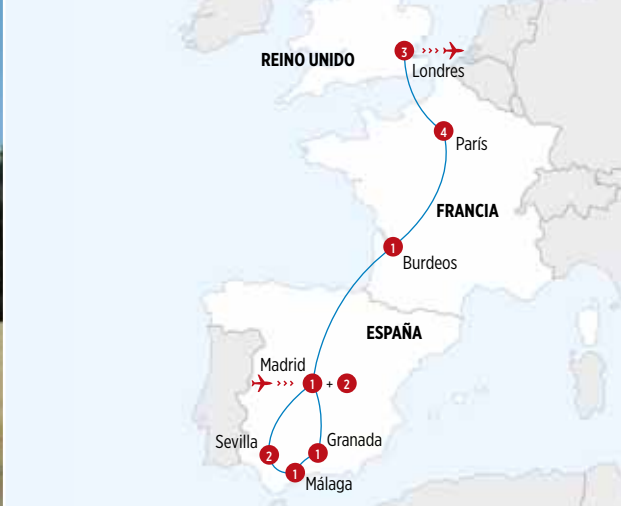 REINO UNIDO
3
Londres
4
París
FRANCIA
1
Burdeos
ESPAÑA
Madrid
1 + 2
Sevilla
2
Granada
1
1
Málaga